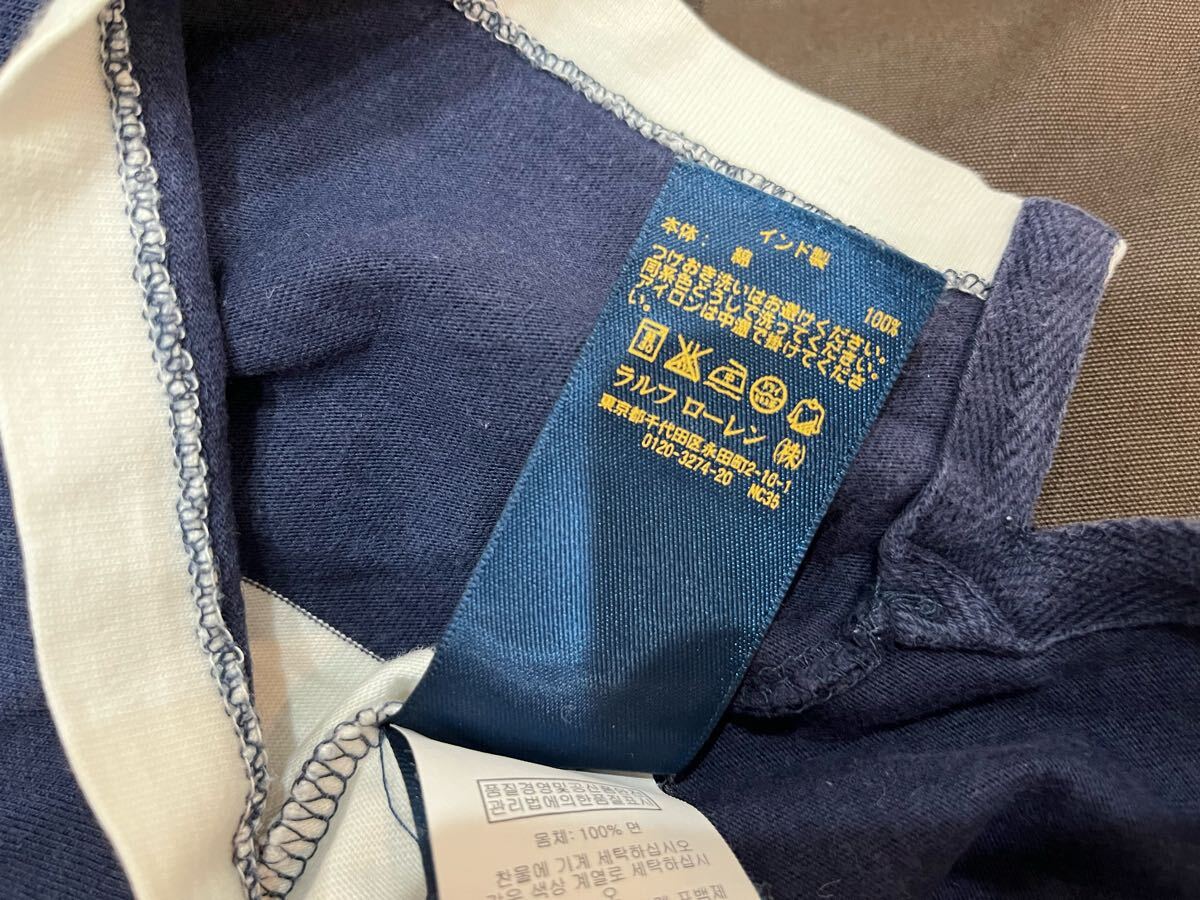 インド製
本体： 綿 100%
つけおき洗いはお避けください。
同系色どうしで洗ってください。
アイロンは中温で掛けてくださ
い。
ラルフ ローレン (株)
東京都千代田区永田町2-10-1
0120-3274-20 NC35
품질경영및공산품안전
관리법에의한품질표시
몸체: 100% 면
찬물에 기계 세탁하십시오
같은 색상 계열로 세탁하십시
오
표백제